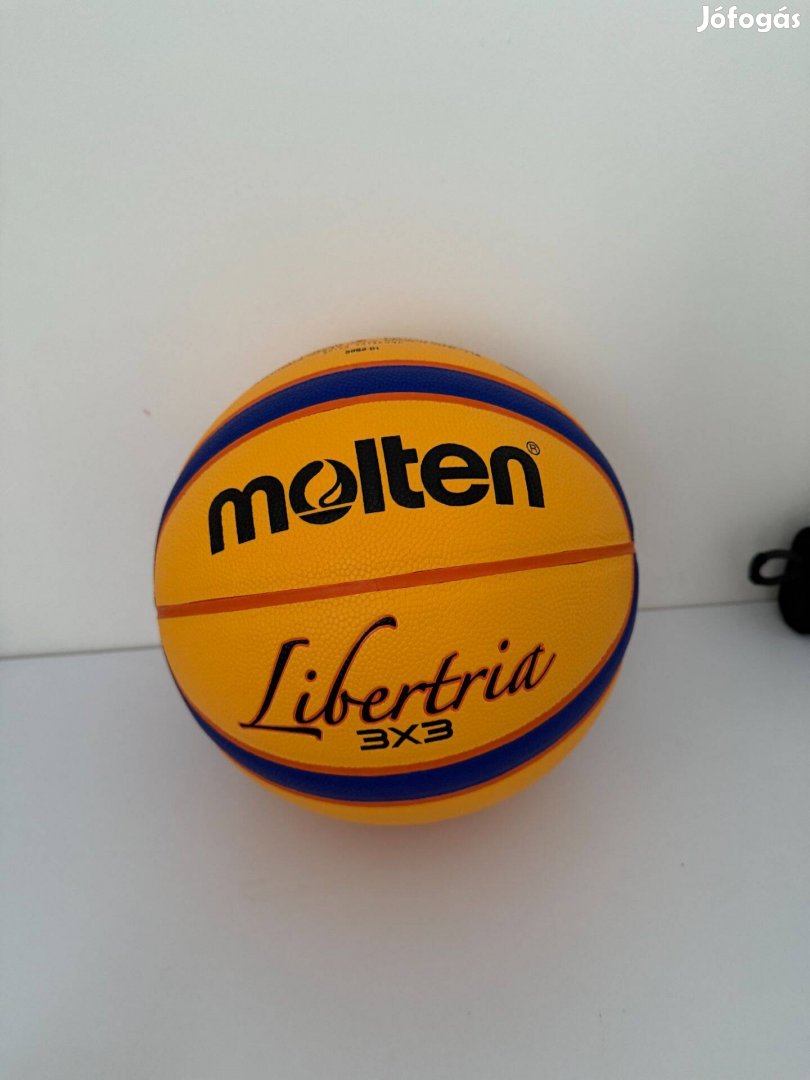 Jófogás
molten®
Libertria
3X3